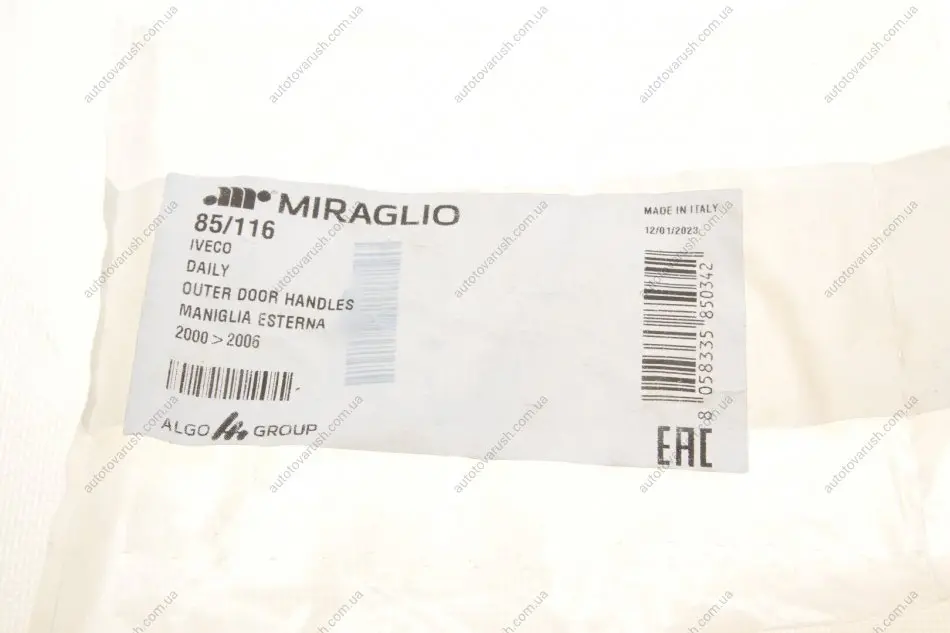 MIRAGLIO
85/116
IVECO
DAILY
OUTER DOOR HANDLES
MANIGLIA ESTERNA
2000 > 2006
ALGO GROUP
MADE IN ITALY
12/01/2023
8 058335 850342
EAC
autotovarush.com.ua